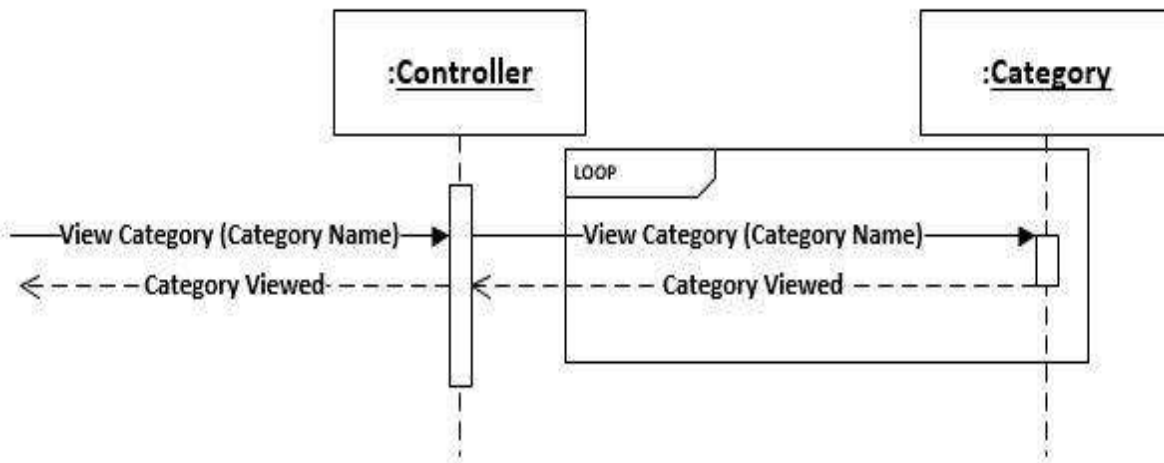 :Controller
:Category
LOOP
View Category (Category Name)
View Category (Category Name)
Category Viewed
Category Viewed